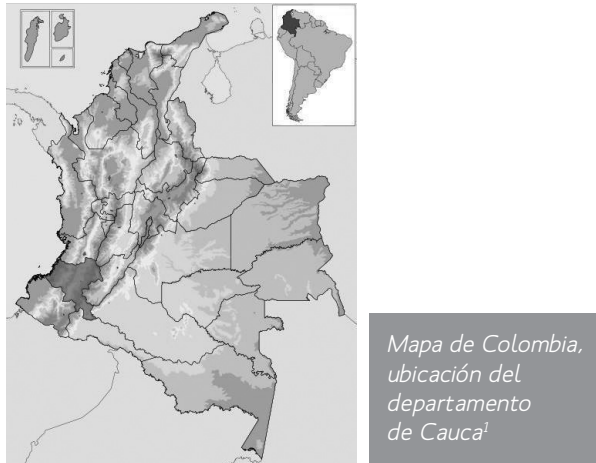 Mapa de Colombia,
ubicación del
departamento
de Cauca¹